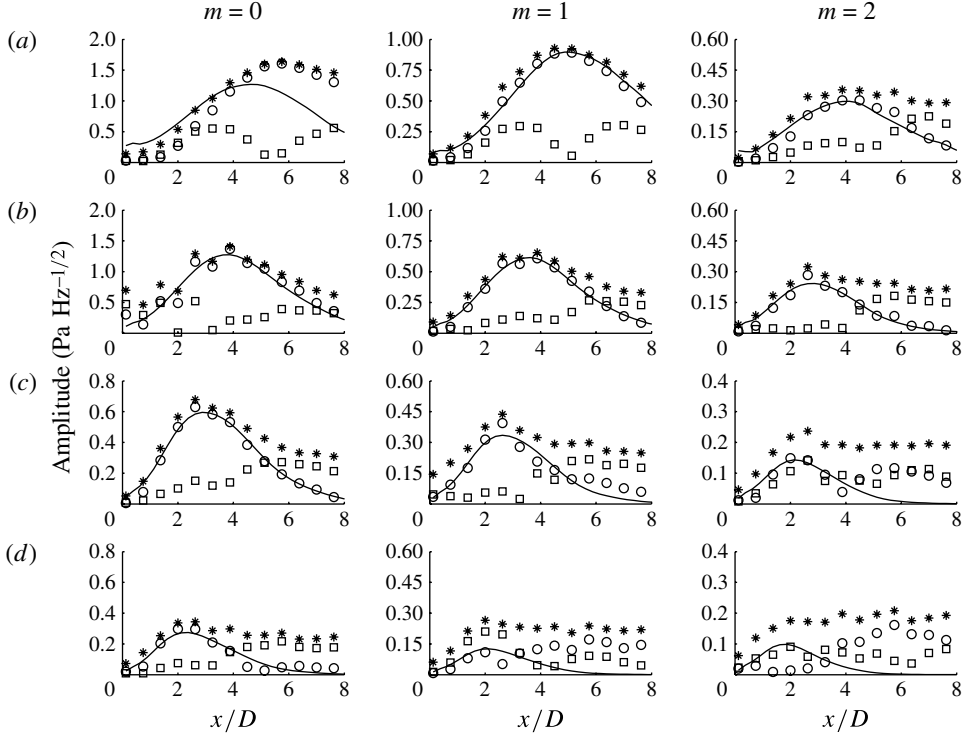 m = 0 m = 1 m = 2
(a) 2.0 1.5 1.0 0.5 0 2 4 6 8
1.00 0.75 0.50 0.25 0 2 4 6 8
0.60 0.45 0.30 0.15 0 2 4 6 8
(b) 2.0 1.5 1.0 0.5 0 2 4 6 8
1.00 0.75 0.50 0.25 0 2 4 6 8
0.60 0.45 0.30 0.15 0 2 4 6 8
(c) 0.8 0.6 0.4 0.2 0 2 4 6 8
0.60 0.45 0.30 0.15 0 2 4 6 8
0.4 0.3 0.2 0.1 0 2 4 6 8
(d) 0.8 0.6 0.4 0.2 0 2 4 6 8
0.60 0.45 0.30 0.15 0 2 4 6 8
0.4 0.3 0.2 0.1 0 2 4 6 8
Amplitude (Pa Hz−1/2)
x/D x/D x/D